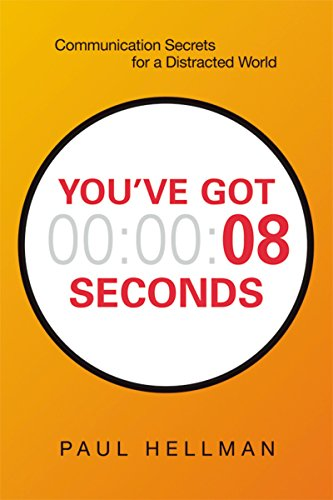 Communication Secrets
for a Distracted World
YOU'VE GOT
00:00:08
SECONDS
PAUL HELLMAN